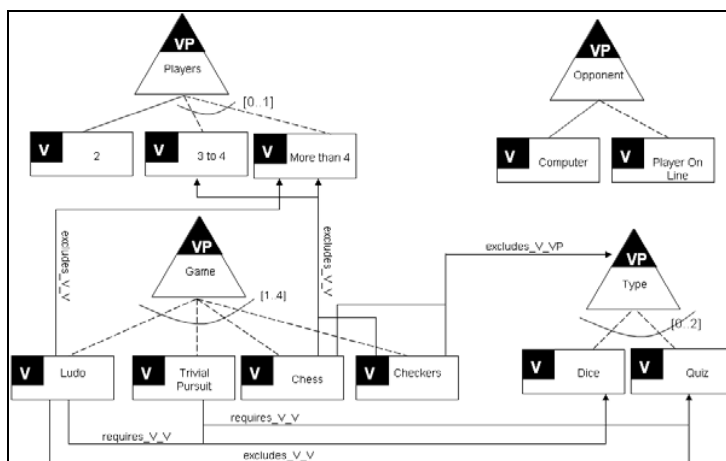 VP
Players
[0..1]
V
2
V
3 to 4
V
More than 4
VP
Opponent
V
Computer
V
Player On
Line
excludes_V_V
excludes_V_V
VP
Game
[1..4]
excludes_V_VP
VP
Type
[0..2]
V
Ludo
V
Trivial
Pursuit
V
Chess
V
Checkers
V
Dice
V
Quiz
requires_V_V
requires_V_V
excludes_V_V